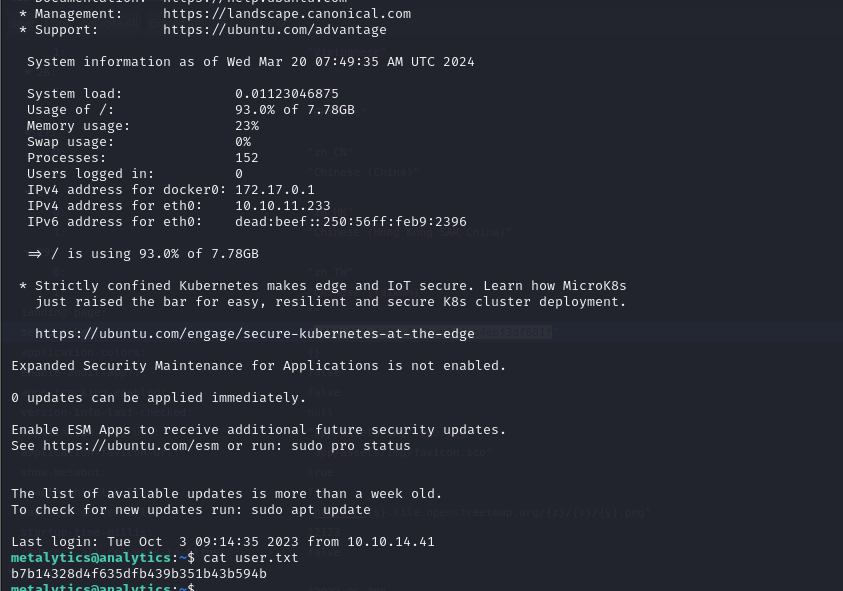 * Management:     https://landscape.canonical.com
* Support:        https://ubuntu.com/advantage
System information as of Wed Mar 20 07:49:35 AM UTC 2024
System load:              0.01123046875
Usage of /:               93.0% of 7.78GB
Memory usage:             23%
Swap usage:               0%
Processes:                152
Users logged in:          0
IPv4 address for docker0: 172.17.0.1
IPv4 address for eth0:    10.10.11.233
IPv6 address for eth0:    dead:beef::250:56ff:feb9:2396
=> / is using 93.0% of 7.78GB
* Strictly confined Kubernetes makes edge and IoT secure. Learn how MicroK8s
just raised the bar for easy, resilient and secure K8s cluster deployment.
https://ubuntu.com/engage/secure-kubernetes-at-the-edge
Expanded Security Maintenance for Applications is not enabled.
0 updates can be applied immediately.
Enable ESM Apps to receive additional future security updates.
See https://ubuntu.com/esm or run: sudo pro status
The list of available updates is more than a week old.
To check for new updates run: sudo apt update
Last login: Tue Oct  3 09:14:35 2023 from 10.10.14.41
metalytics@analytics:~$ cat user.txt
b7b14328d4f635dfb439b351b43b594b
metalytics@analytics:~$